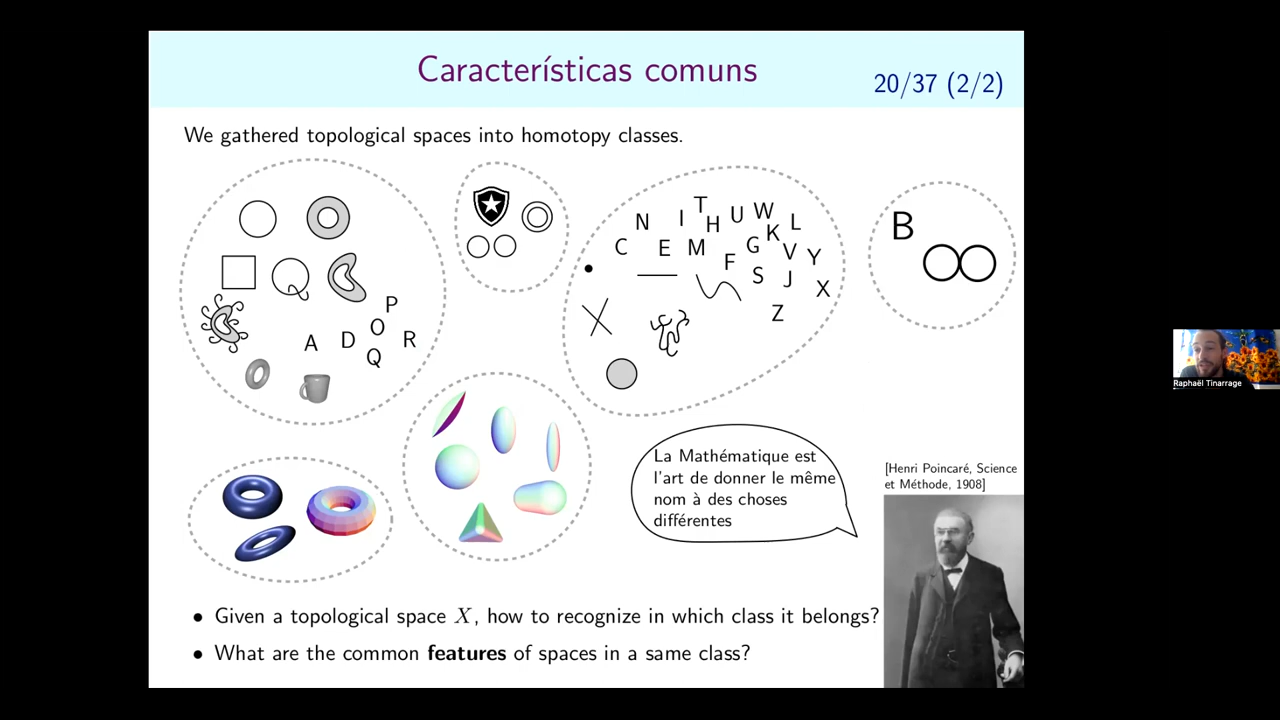 Características comuns
20/37 (2/2)
We gathered topological spaces into homotopy classes.
A D P O Q R
C N E I T H M U W G K F S V L J Y X Z
B
La Mathématique est
l'art de donner le même
nom à des choses
différentes
[Henri Poincaré, Science
et Méthode, 1908]
• Given a topological space X, how to recognize in which class it belongs?
• What are the common features of spaces in a same class?
Raphaël Tinarrage